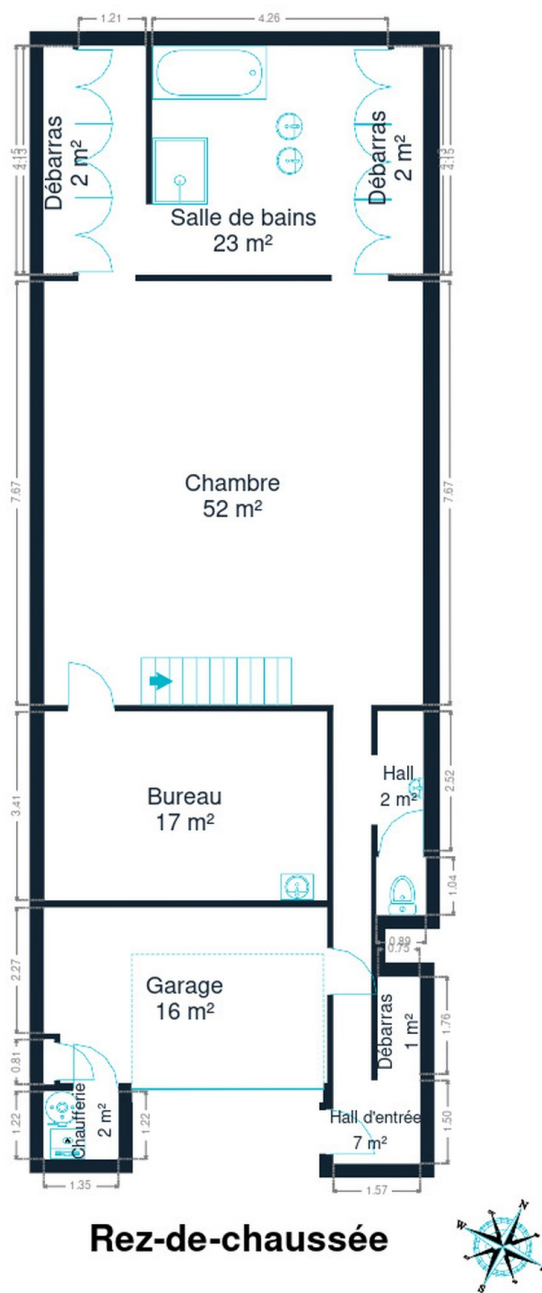 1.21
4.26
4.15
4.13
4.15
Débarras
2 m²
Débarras
2 m²
Salle de bains
23 m²
7.67
7.67
Chambre
52 m²
3.41
Bureau
17 m²
Hall
2 m²
2.52
1.04
0.89
0.75
2.27
Garage
16 m²
Débarras
1 m²
1.76
0.81
1.22
Chaufferie
2 m²
1.22
Hall d'entrée
7 m²
1.50
1.35
1.57
Rez-de-chaussée
N
W
S